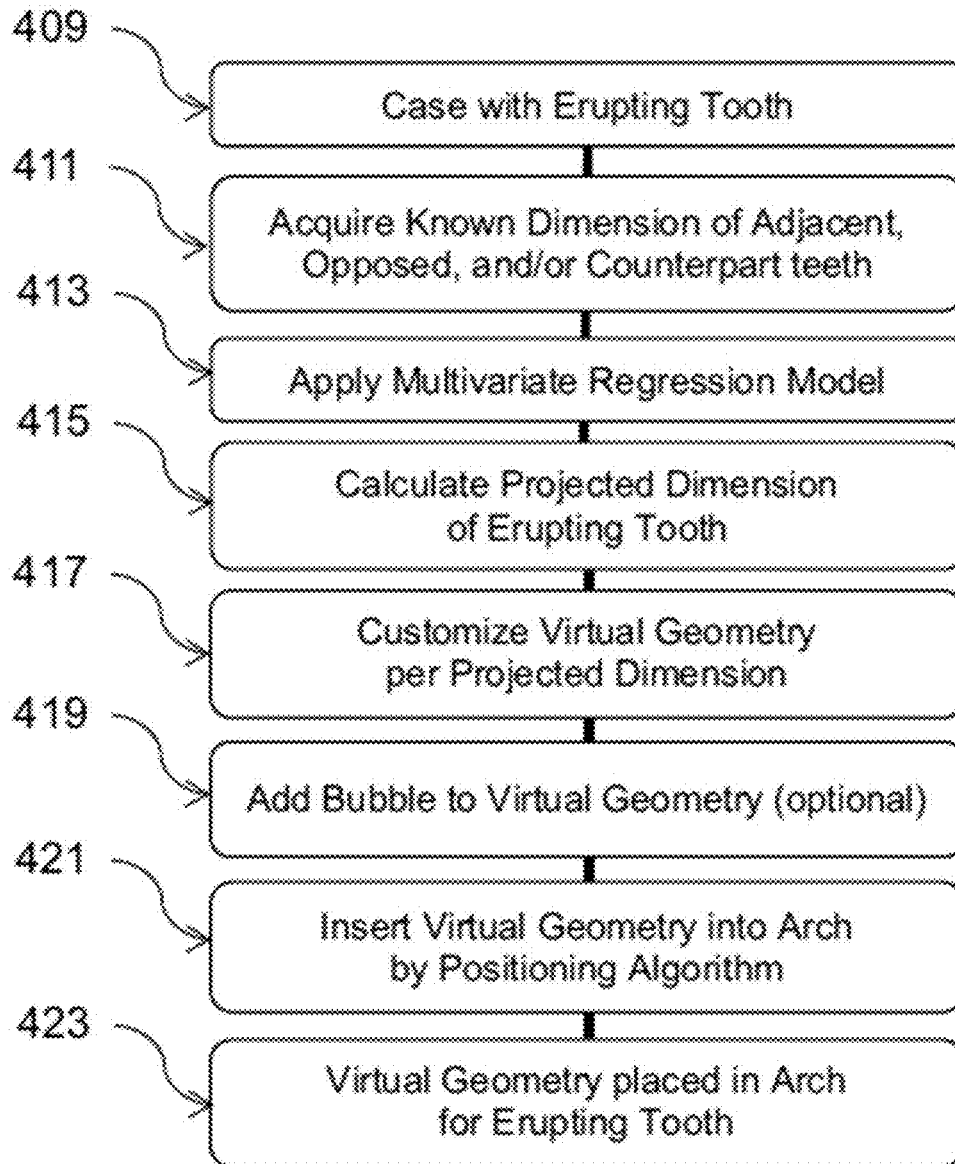 409
Case with Erupting Tooth
411
Acquire Known Dimension of Adjacent,
Opposed, and/or Counterpart teeth
413
Apply Multivariate Regression Model
415
Calculate Projected Dimension
of Erupting Tooth
417
Customize Virtual Geometry
per Projected Dimension
419
Add Bubble to Virtual Geometry (optional)
421
Insert Virtual Geometry into Arch
by Positioning Algorithm
423
Virtual Geometry placed in Arch
for Erupting Tooth